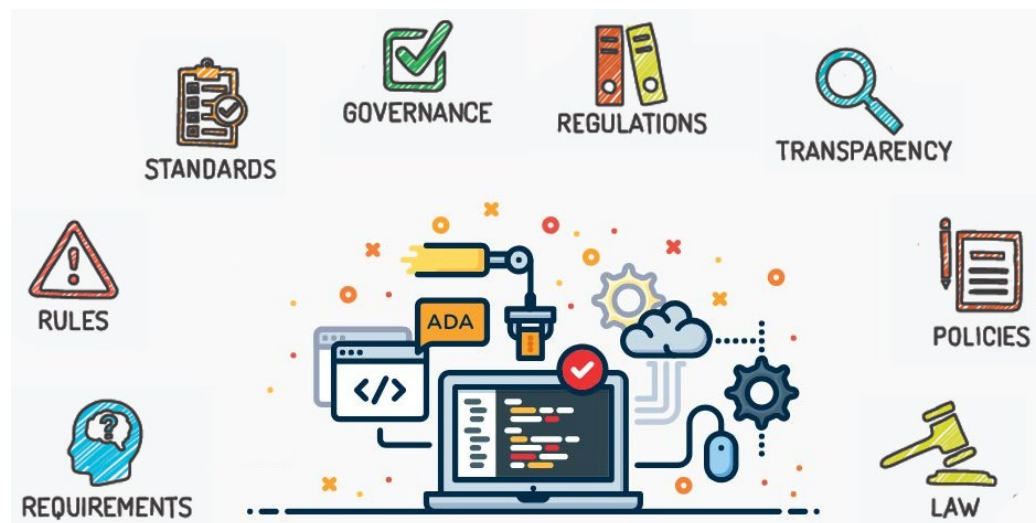 GOVERNANCE
REGULATIONS
STANDARDS
TRANSPARENCY
RULES
ADA
</>
POLICIES
REQUIREMENTS
LAW